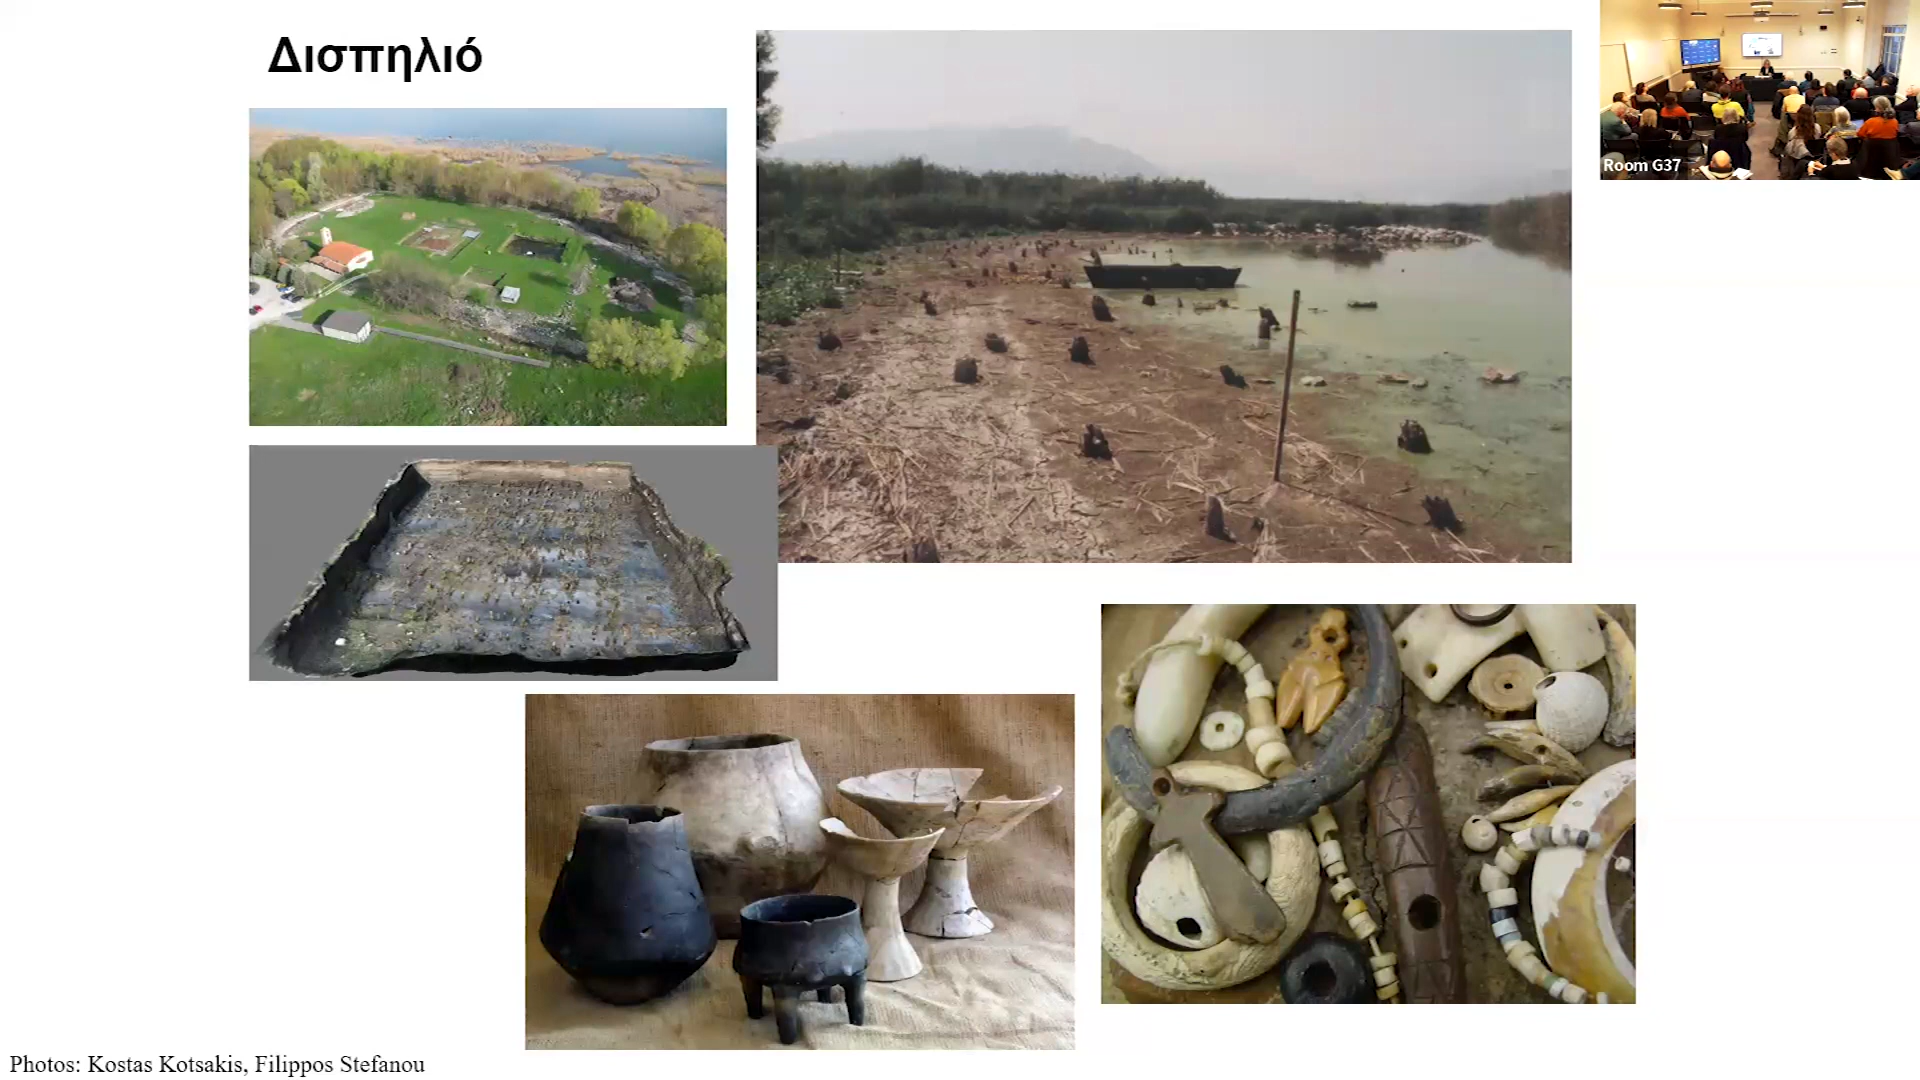 Δισπηλιό
Room G37
Photos: Kostas Kotsakis, Filippos Stefanou